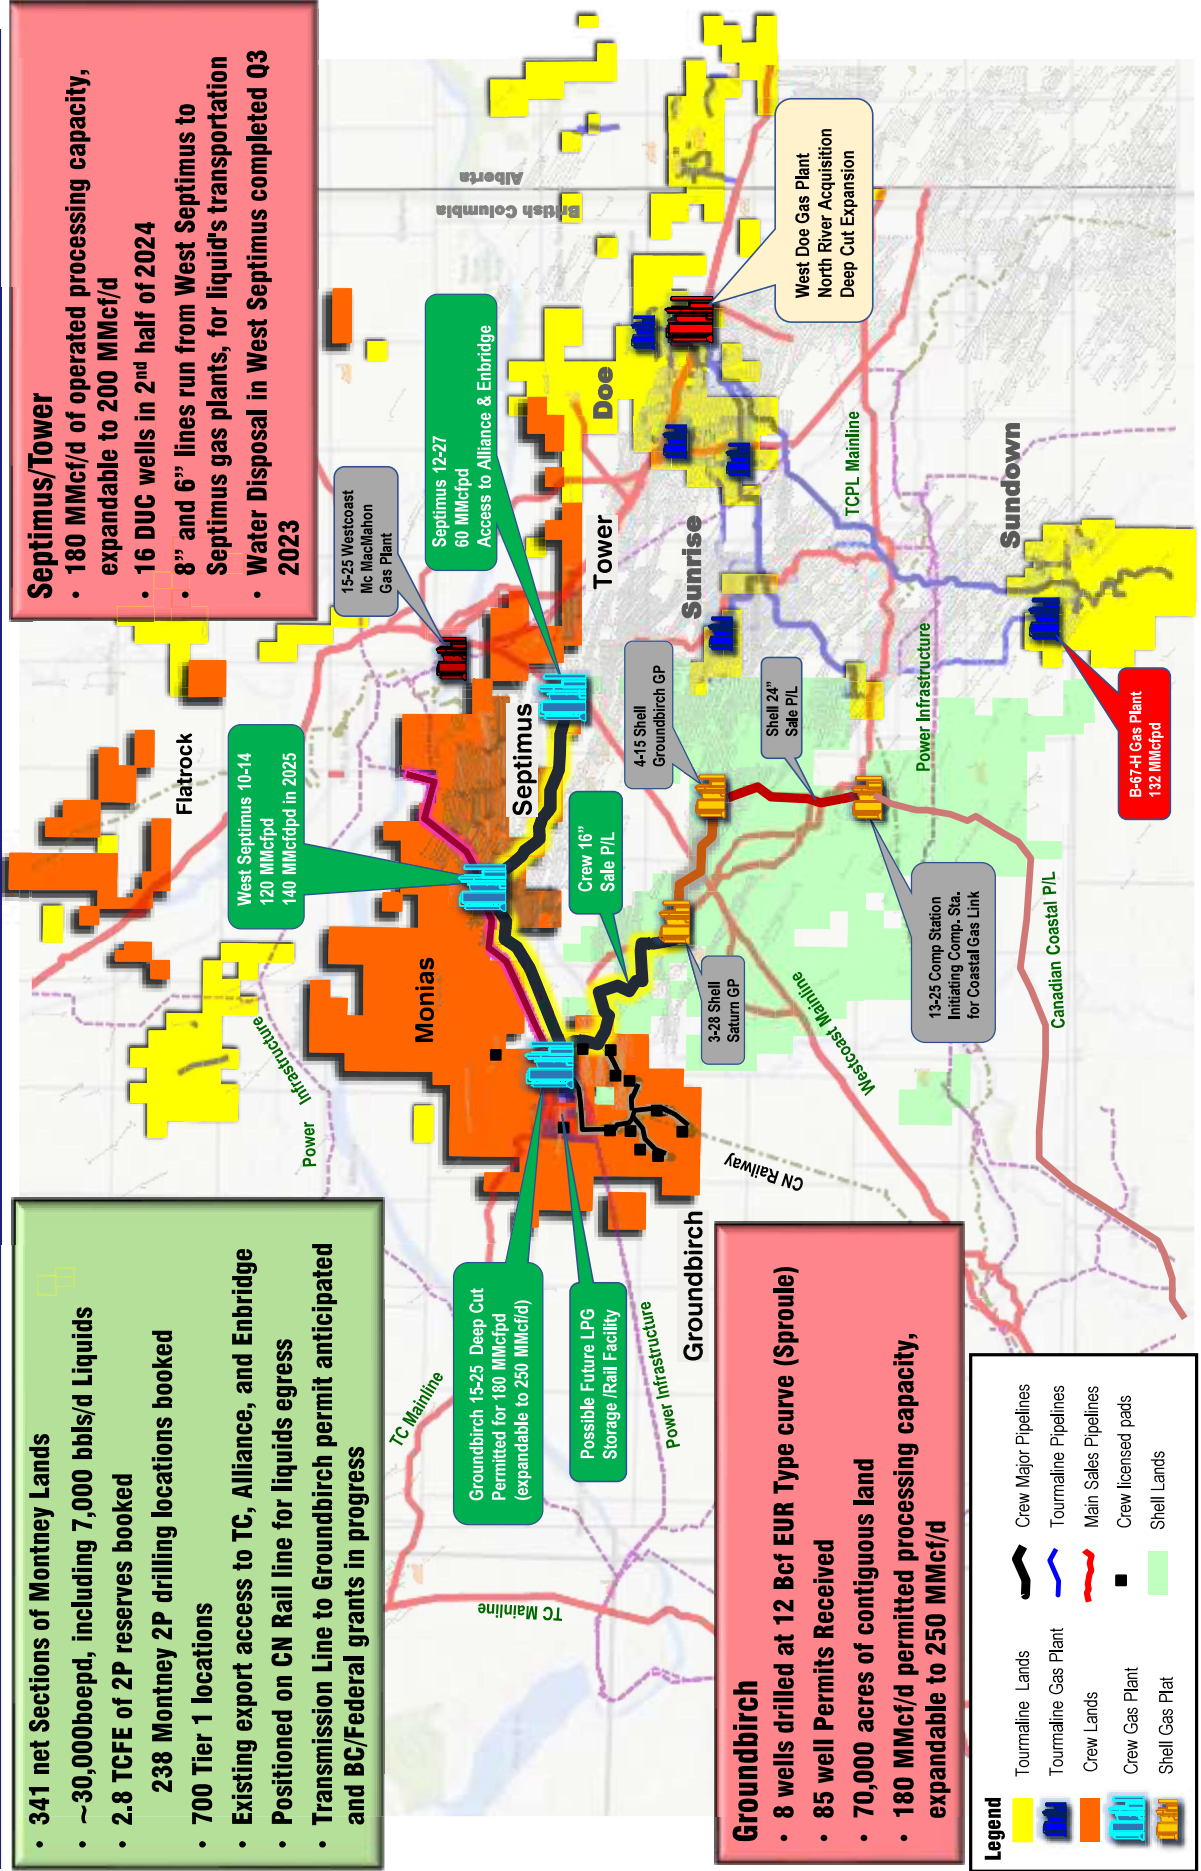 • 341 net Sections of Montney Lands
• ~30,000boepd, including 7,000 bbls/d Liquids
• 2.8 TCFE of 2P reserves booked
238 Montney 2P drilling locations booked
• 700 Tier 1 locations
• Existing export access to TC, Alliance, and Enbridge
• Positioned on CN Rail line for liquids egress
• Transmission Line to Groundbirch permit anticipated
and BC/Federal grants in progress
Septimus/Tower
• 180 MMcf/d of operated processing capacity,
expandable to 200 MMcf/d
• 16 DUC wells in 2nd half of 2024
• 8” and 6” lines run from West Septimus to
Septimus gas plants, for liquid's transportation
• Water Disposal in West Septimus completed Q3
2023
Flatrock
West Septimus 10-14
120 MMcfpd
140 MMcfdpd in 2025
15-25 Westcoast
Mc MacMahon
Gas Plant
Septimus 12-27
60 MMcfpd
Access to Alliance & Enbridge
British Columbia
Alberta
Power Infrastructure
Monias
Septimus
Tower
Doe
Sunrise
West Doe Gas Plant
North River Acquisition
Deep Cut Expansion
TC Mainline
Groundbirch 15-25 Deep Cut
Permitted for 180 MMcfpd
(expandable to 250 MMcf/d)
Possible Future LPG
Storage /Rail Facility
Crew 16”
Sale P/L
4-15 Shell
Groundbirch GP
Shell 24”
Sale P/L
3-28 Shell
Saturn GP
TCPL Mainline
TC Mainline
Power Infrastructure
Groundbirch
CN Railway
Westcoast Mainline
13-25 Comp Station
Initiating Comp. Sta.
for Coastal Gas Link
Power Infrastructure
Sundown
Canadian Coastal P/L
B-67-H Gas Plant
132 MMcfpd
Groundbirch
• 8 wells drilled at 12 Bcf EUR Type curve (Sproule)
• 85 well Permits Received
• 70,000 acres of contiguous land
• 180 MMcf/d permitted processing capacity,
expandable to 250 MMcf/d
Legend
Tourmaline Lands
Tourmaline Gas Plant
Crew Lands
Crew Gas Plant
Shell Gas Plat
Crew Major Pipelines
Tourmaline Pipelines
Main Sales Pipelines
Crew licensed pads
Shell Lands